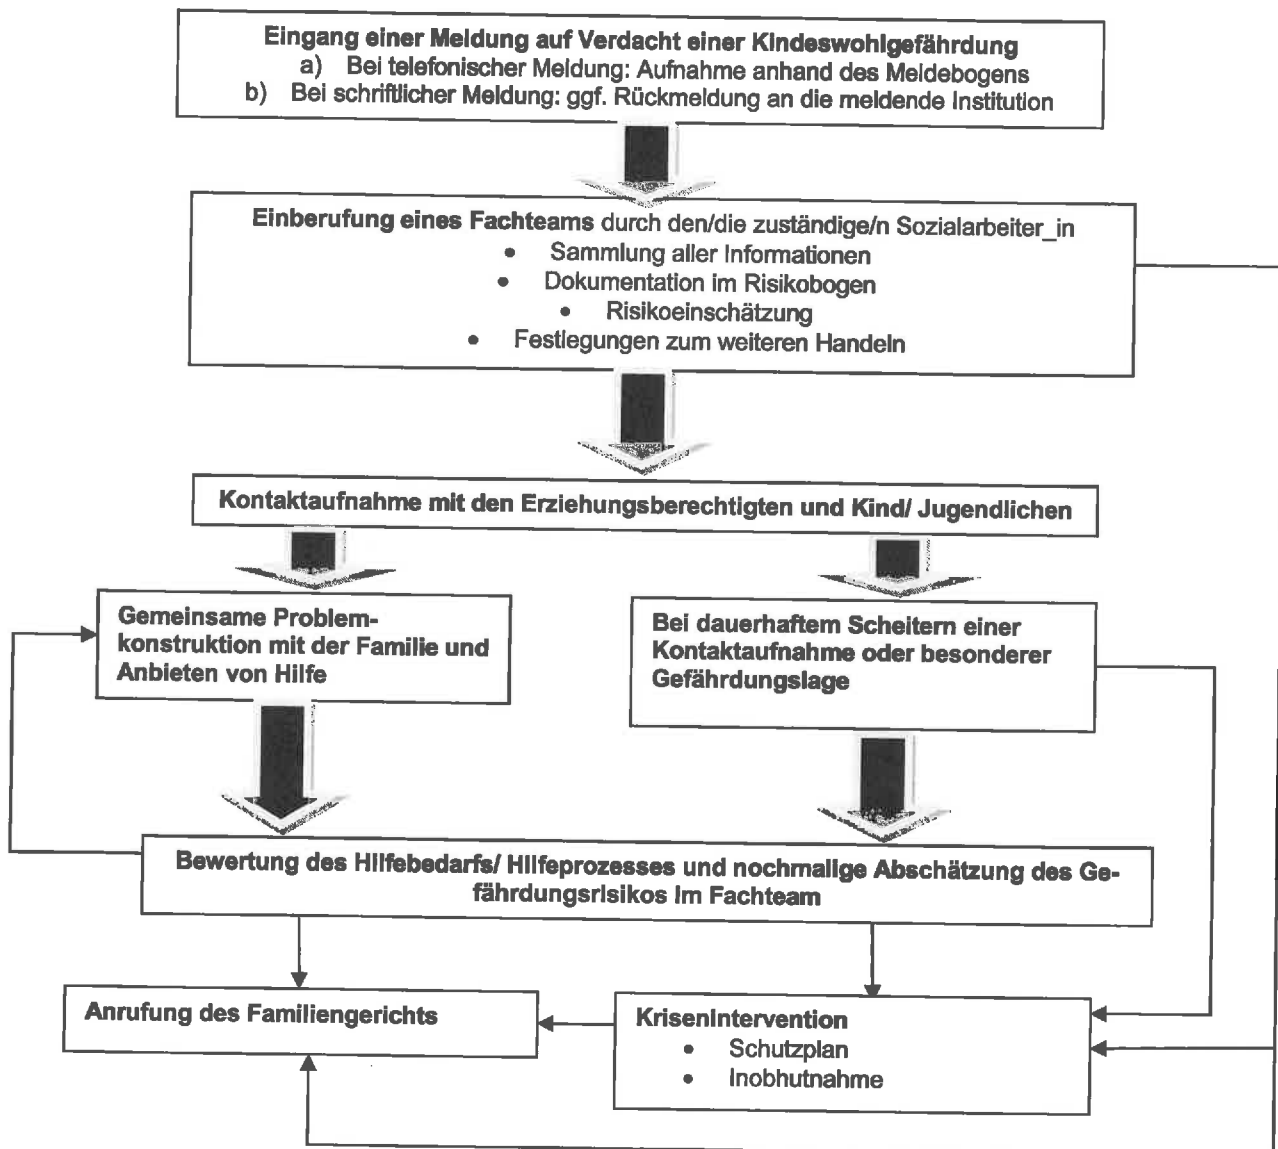 Eingang einer Meldung auf Verdacht einer Kindeswohlgefährdung
a) Bei telefonischer Meldung: Aufnahme anhand des Meldebogens
b) Bei schriftlicher Meldung: ggf. Rückmeldung an die meldende Institution
Einberufung eines Fachteams durch den/die zuständige/n Sozialarbeiter_in
• Sammlung aller Informationen
• Dokumentation im Risikobogen
• Risikoeinschätzung
• Festlegungen zum weiteren Handeln
Kontaktaufnahme mit den Erziehungsberechtigten und Kind/ Jugendlichen
Gemeinsame Problem-
konstruktion mit der Familie und
Anbieten von Hilfe
Bei dauerhaftem Scheitern einer
Kontaktaufnahme oder besonderer
Gefährdungslage
Bewertung des Hilfebedarfs/ Hilfeprozesses und nochmalige Abschätzung des Ge-
fährdungsrisikos im Fachteam
Anrufung des Familiengerichts
Krisenintervention
• Schutzplan
• Inobhutnahme